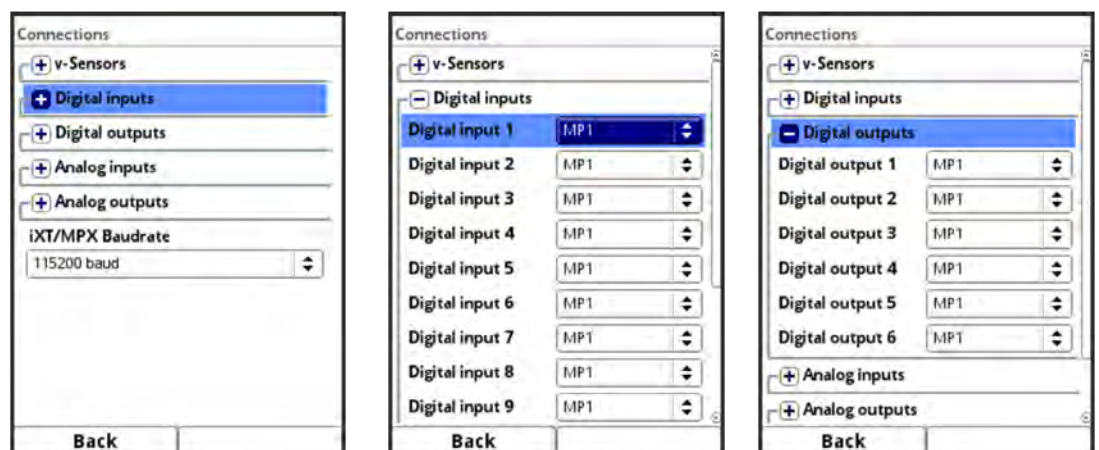 Connections
v-Sensors
Digital inputs
Digital outputs
Analog inputs
Analog outputs
iXT/MPX Baudrate
115200 baud
Back
Connections
v-Sensors
Digital inputs
Digital input 1 MP1
Digital input 2 MP1
Digital input 3 MP1
Digital input 4 MP1
Digital input 5 MP1
Digital input 6 MP1
Digital input 7 MP1
Digital input 8 MP1
Digital input 9 MP1
Back
Connections
v-Sensors
Digital inputs
Digital outputs
Digital output 1 MP1
Digital output 2 MP1
Digital output 3 MP1
Digital output 4 MP1
Digital output 5 MP1
Digital output 6 MP1
Analog inputs
Analog outputs
Back